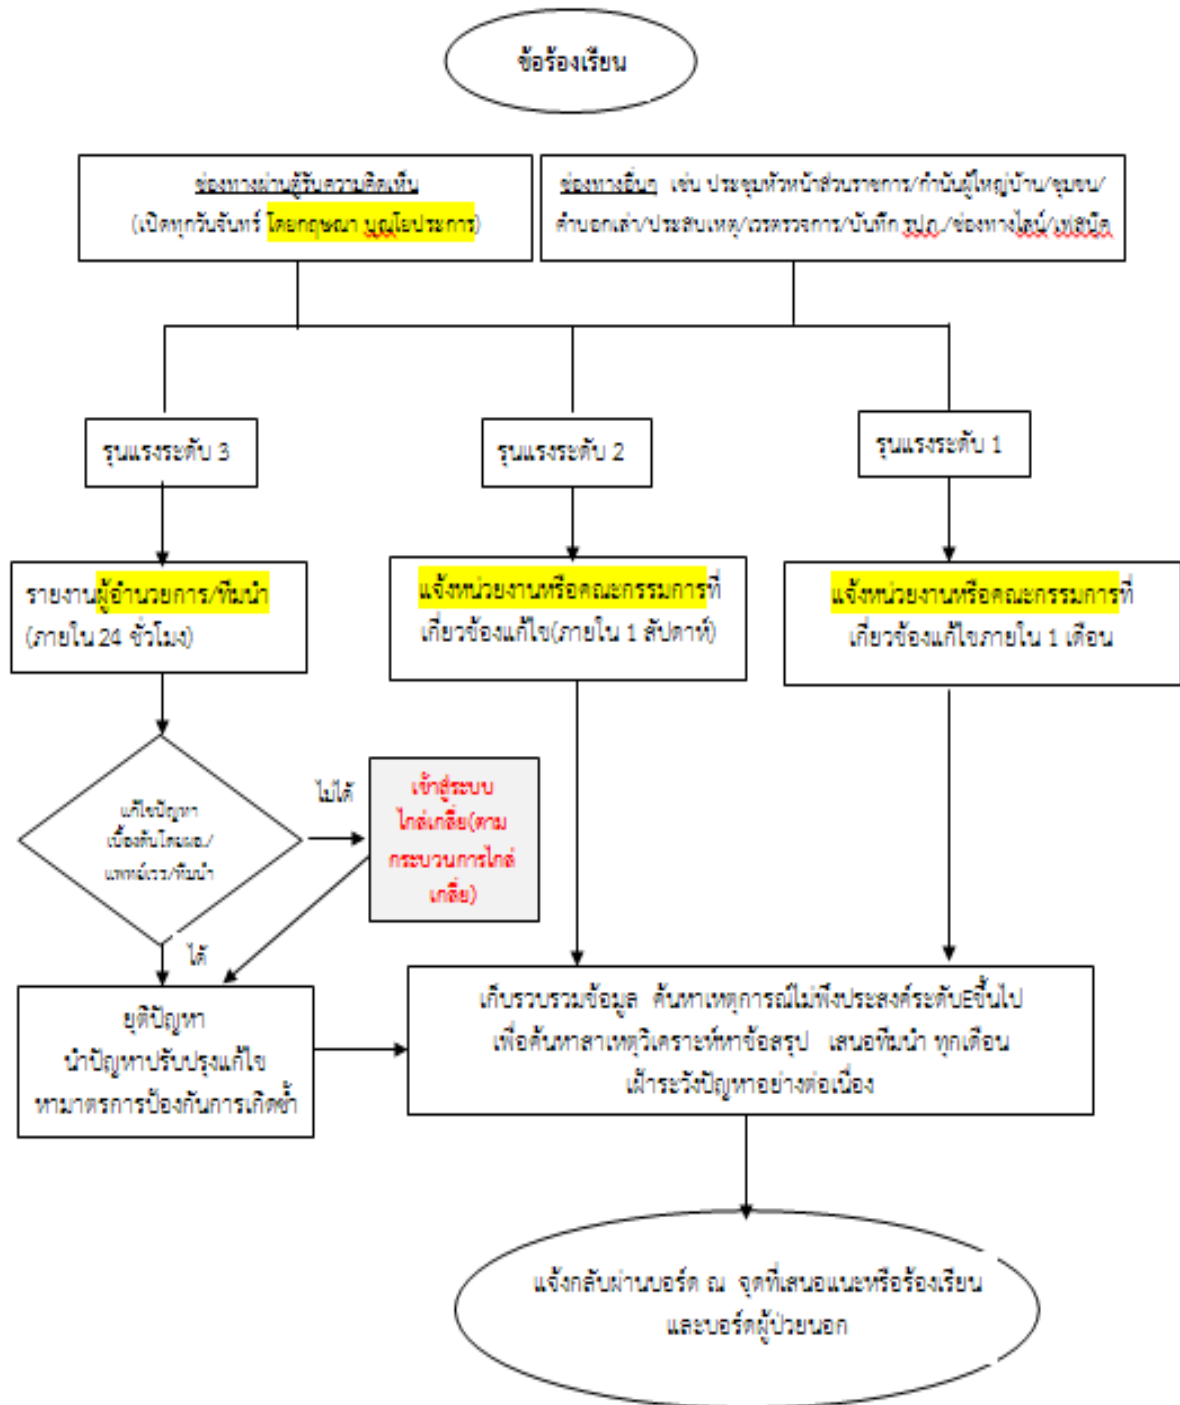 ข้อร้องเรียน
ช่องทางผ่านตู้รับความคิดเห็น
(เปิดทุกวันจันทร์ โดยกฤษณา บุญโยประการ)
ช่องทางอื่นๆ เช่น ประชุมหัวหน้าส่วนราชการ/กำนันผู้ใหญ่บ้าน/ชุมชน/
คำบอกเล่า/ประสบเหตุ/เวรตรวจการ/บันทึก รปภ./ช่องทางไลน์/เฟสบุ๊ค
รุนแรงระดับ 3
รุนแรงระดับ 2
รุนแรงระดับ 1
รายงานผู้อำนวยการ/ทีมนำ
(ภายใน 24 ชั่วโมง)
แจ้งหน่วยงานหรือคณะกรรมการที่
เกี่ยวข้องแก้ไข(ภายใน 1 สัปดาห์)
แจ้งหน่วยงานหรือคณะกรรมการที่
เกี่ยวข้องแก้ไขภายใน 1 เดือน
แก้ไขปัญหา
เบื้องต้นโดยผอ./
แพทย์เวร/ทีมนำ
ไม่ได้
เข้าสู่ระบบ
ไกล่เกลี่ย(ตาม
กระบวนการไกล่
เกลี่ย)
ได้
ยุติปัญหา
นำปัญหาปรับปรุงแก้ไข
หามาตรการป้องกันการเกิดซ้ำ
เก็บรวบรวมข้อมูล ค้นหาเหตุการณ์ไม่พึงประสงค์ระดับEขึ้นไป
เพื่อค้นหาสาเหตุวิเคราะห์หาข้อสรุป เสนอทีมนำ ทุกเดือน
เฝ้าระวังปัญหาอย่างต่อเนื่อง
แจ้งกลับผ่านบอร์ด ณ จุดที่เสนอแนะหรือร้องเรียน
และบอร์ดผู้ป่วยนอก